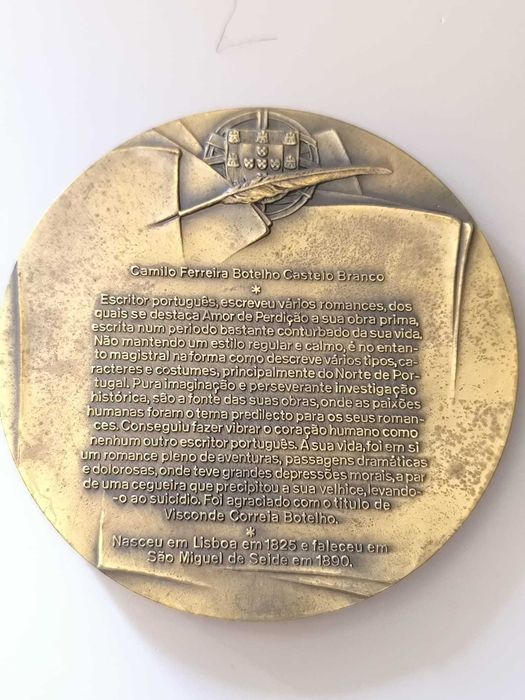 Camilo Ferreira Botelho Castelo Branco
*
Escritor português, escreveu vários romances, dos
quais se destaca Amor de Perdição a sua obra prima,
escrita num periodo bastante conturbado da sua vida.
Não mantendo um estilo regular e calmo, é no entan-
to magistral na forma como descreve vários tipos, ca-
racteres e costumes, principalmente do Norte de Por-
tugal. Pura imaginação e perseverante investigação
histórica, são a fonte das suas obras, onde as paixões
humanas foram o tema predilecto para os seus roman-
ces. Conseguiu fazer vibrar o coração humano como
nenhum outro escritor português. A sua vida, foi em si
um romance pleno de aventuras, passagens dramáticas
e dolorosas, onde teve grandes depressões morais, a par
de uma cegueira que precipitou a sua velhice, levando-
-o ao suicídio. Foi agraciado com o título de
Visconde Correia Botelho.
*
Nasceu em Lisboa em 1825 e faleceu em
São Miguel de Seide em 1890.